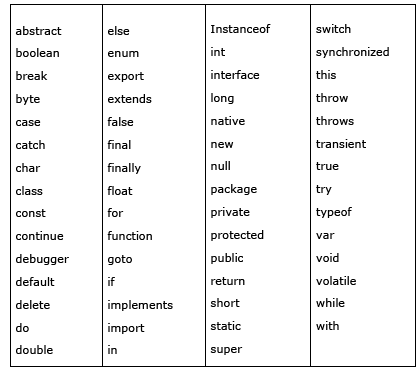 abstract
boolean
break
byte
case
catch
char
class
const
continue
debugger
default
delete
do
double
else
enum
export
extends
false
final
finally
float
for
function
goto
if
implements
import
in
Instanceof
int
interface
long
native
new
null
package
private
protected
public
return
short
static
super
switch
synchronized
this
throw
throws
transient
true
try
typeof
var
void
volatile
while
with